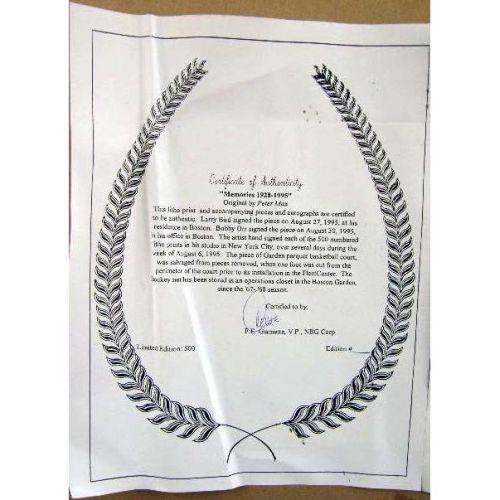 Certificate of Authenticity
"Memories 1928-1995"
Original by Peter Max
This litho print and accompanying pieces and autographs are certified
to be authentic. Larry Bird signed the piece on August 27, 1995, at his
residence in Boston. Bobby Orr signed the piece on August 30, 1995,
in his office in Boston. The artist hand signed each of the 500 numbered
litho prints in his studio in New York City, over several days during the
week of August 6, 1995. The piece of Garden parquet basketball court,
was salvaged from pieces removed, when one foot was cut from the
perimeter of the court prior to its installation in the FleetCenter. The
hockey net has been stored in an operations closet in the Boston Garden,
since the '67-'68 season.
Certified to by:
P.E. V.P., NBG Corp.
Limited Edition: 500
Edition #